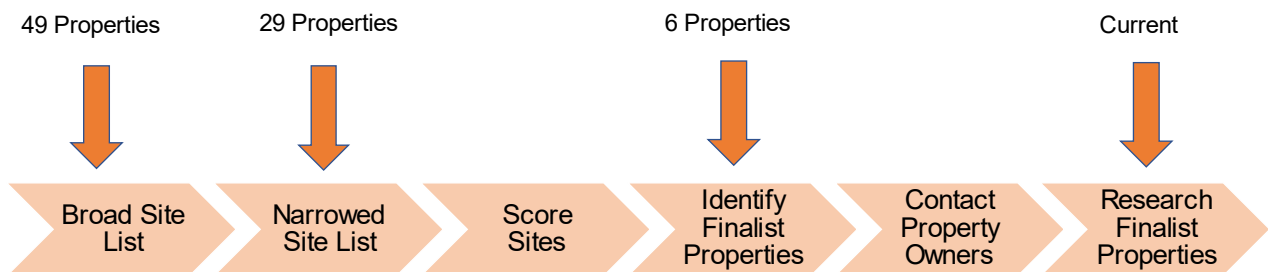 49 Properties
29 Properties
6 Properties
Current
Broad Site
List
Narrowed
Site List
Score
Sites
Identify
Finalist
Properties
Contact
Property
Owners
Research
Finalist
Properties